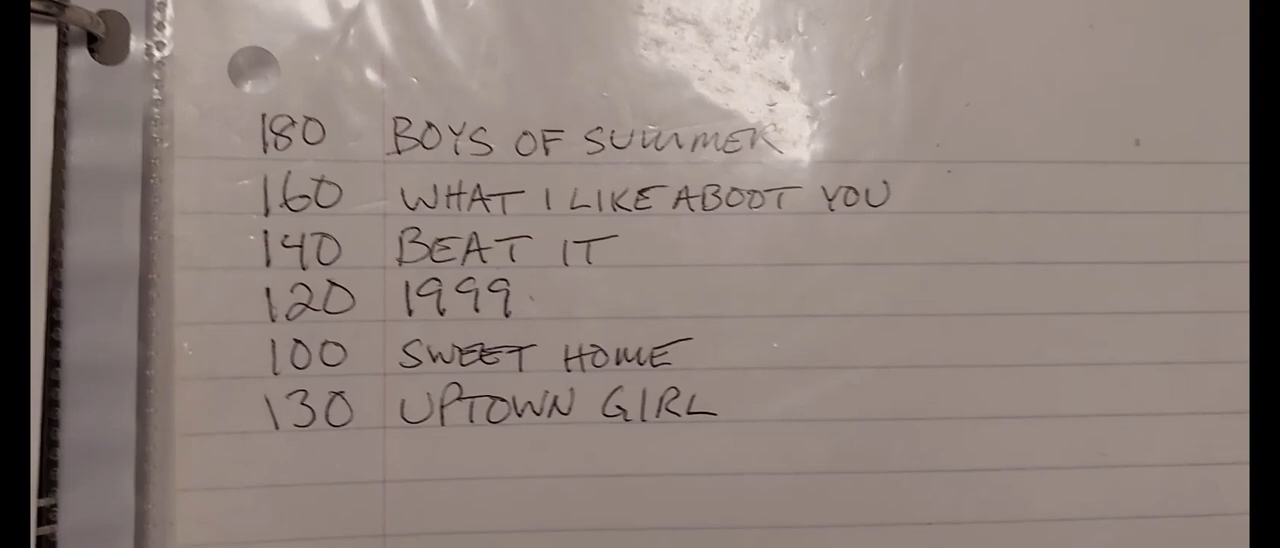 180 BOYS OF SUMMER
160 WHAT I LIKE ABOOT YOU
140 BEAT IT
120 1999
100 SWEET HOME
130 UPTOWN GIRL